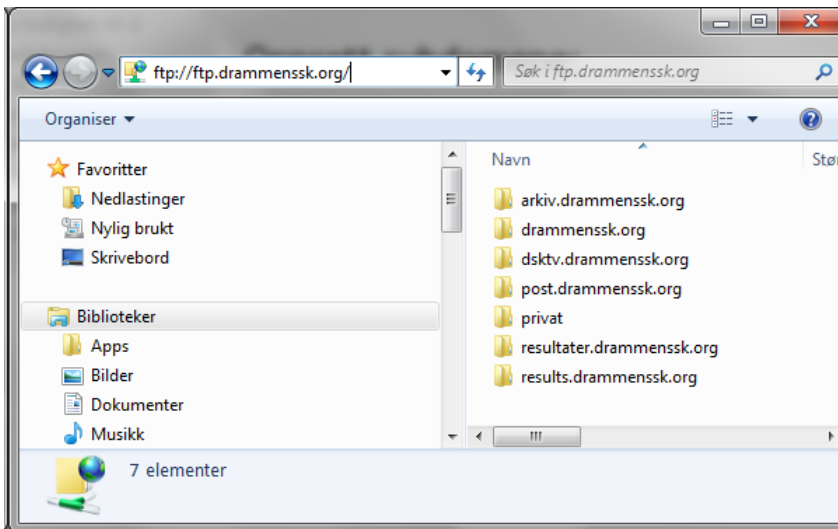 ftp://ftp.drammenssk.org/
Søk i ftp.drammenssk.org
Organiser
Favoritter
Nedlastinger
Nylig brukt
Skrivebord
Biblioteker
Apps
Bilder
Dokumenter
Musikk
Navn
arkiv.drammenssk.org
drammenssk.org
dsktv.drammenssk.org
post.drammenssk.org
privat
resultater.drammenssk.org
results.drammenssk.org
7 elementer